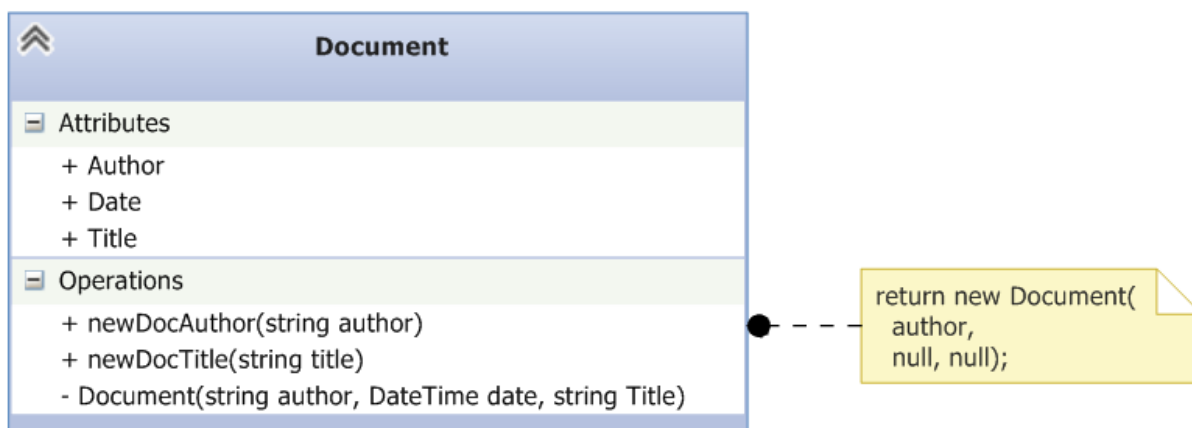 Document
Attributes
+ Author
+ Date
+ Title
Operations
+ newDocAuthor(string author)
+ newDocTitle(string title)
- Document(string author, DateTime date, string Title)
return new Document(
author,
null, null);